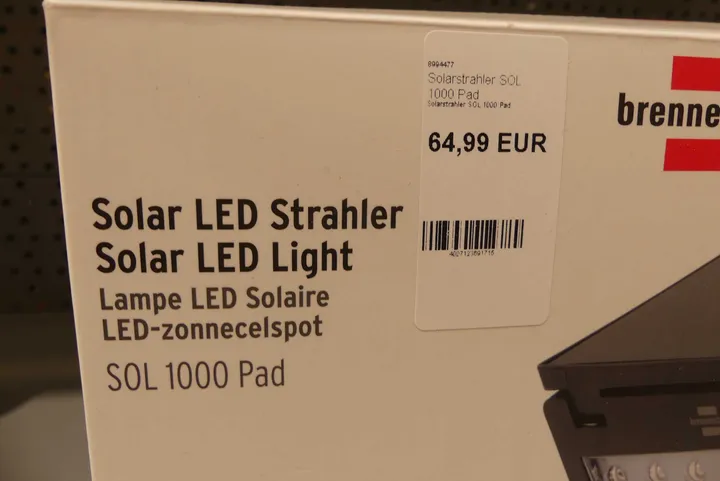 8994477
Solarstrahler SOL
1000 Pad
Solarstrahler SOL 1000 Pad
64,99 EUR
4007123691716
brenne
Solar LED Strahler
Solar LED Light
Lampe LED Solaire
LED-zonnecelspot
SOL 1000 Pad